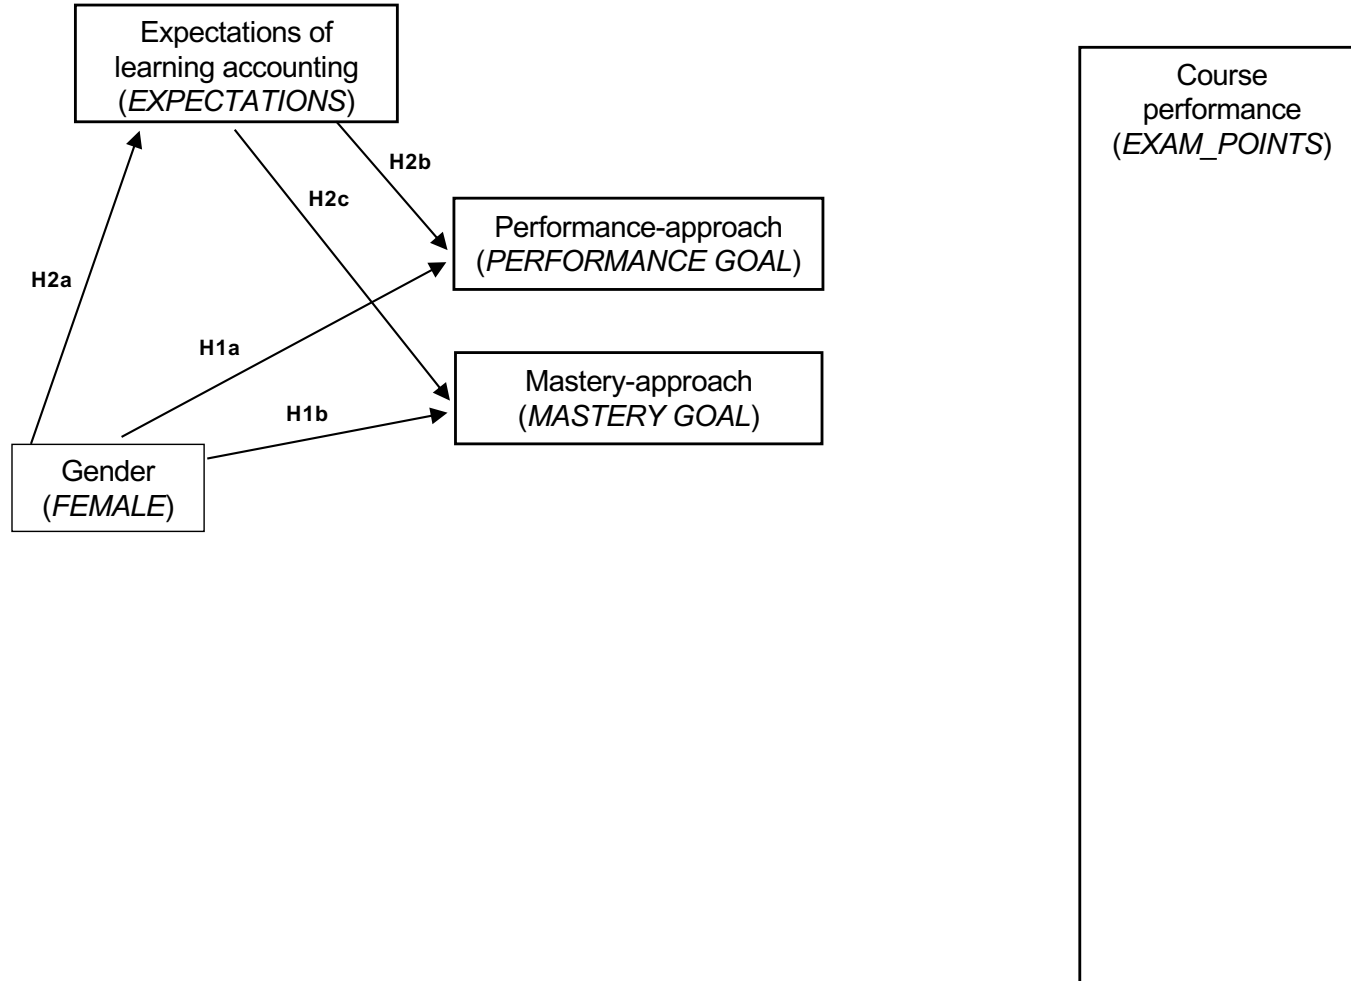 Expectations of
learning accounting
(EXPECTATIONS)
Course
performance
(EXAM_POINTS)
H2b
H2c
Performance-approach
(PERFORMANCE GOAL)
H2a
H1a
Mastery-approach
(MASTERY GOAL)
H1b
Gender
(FEMALE)